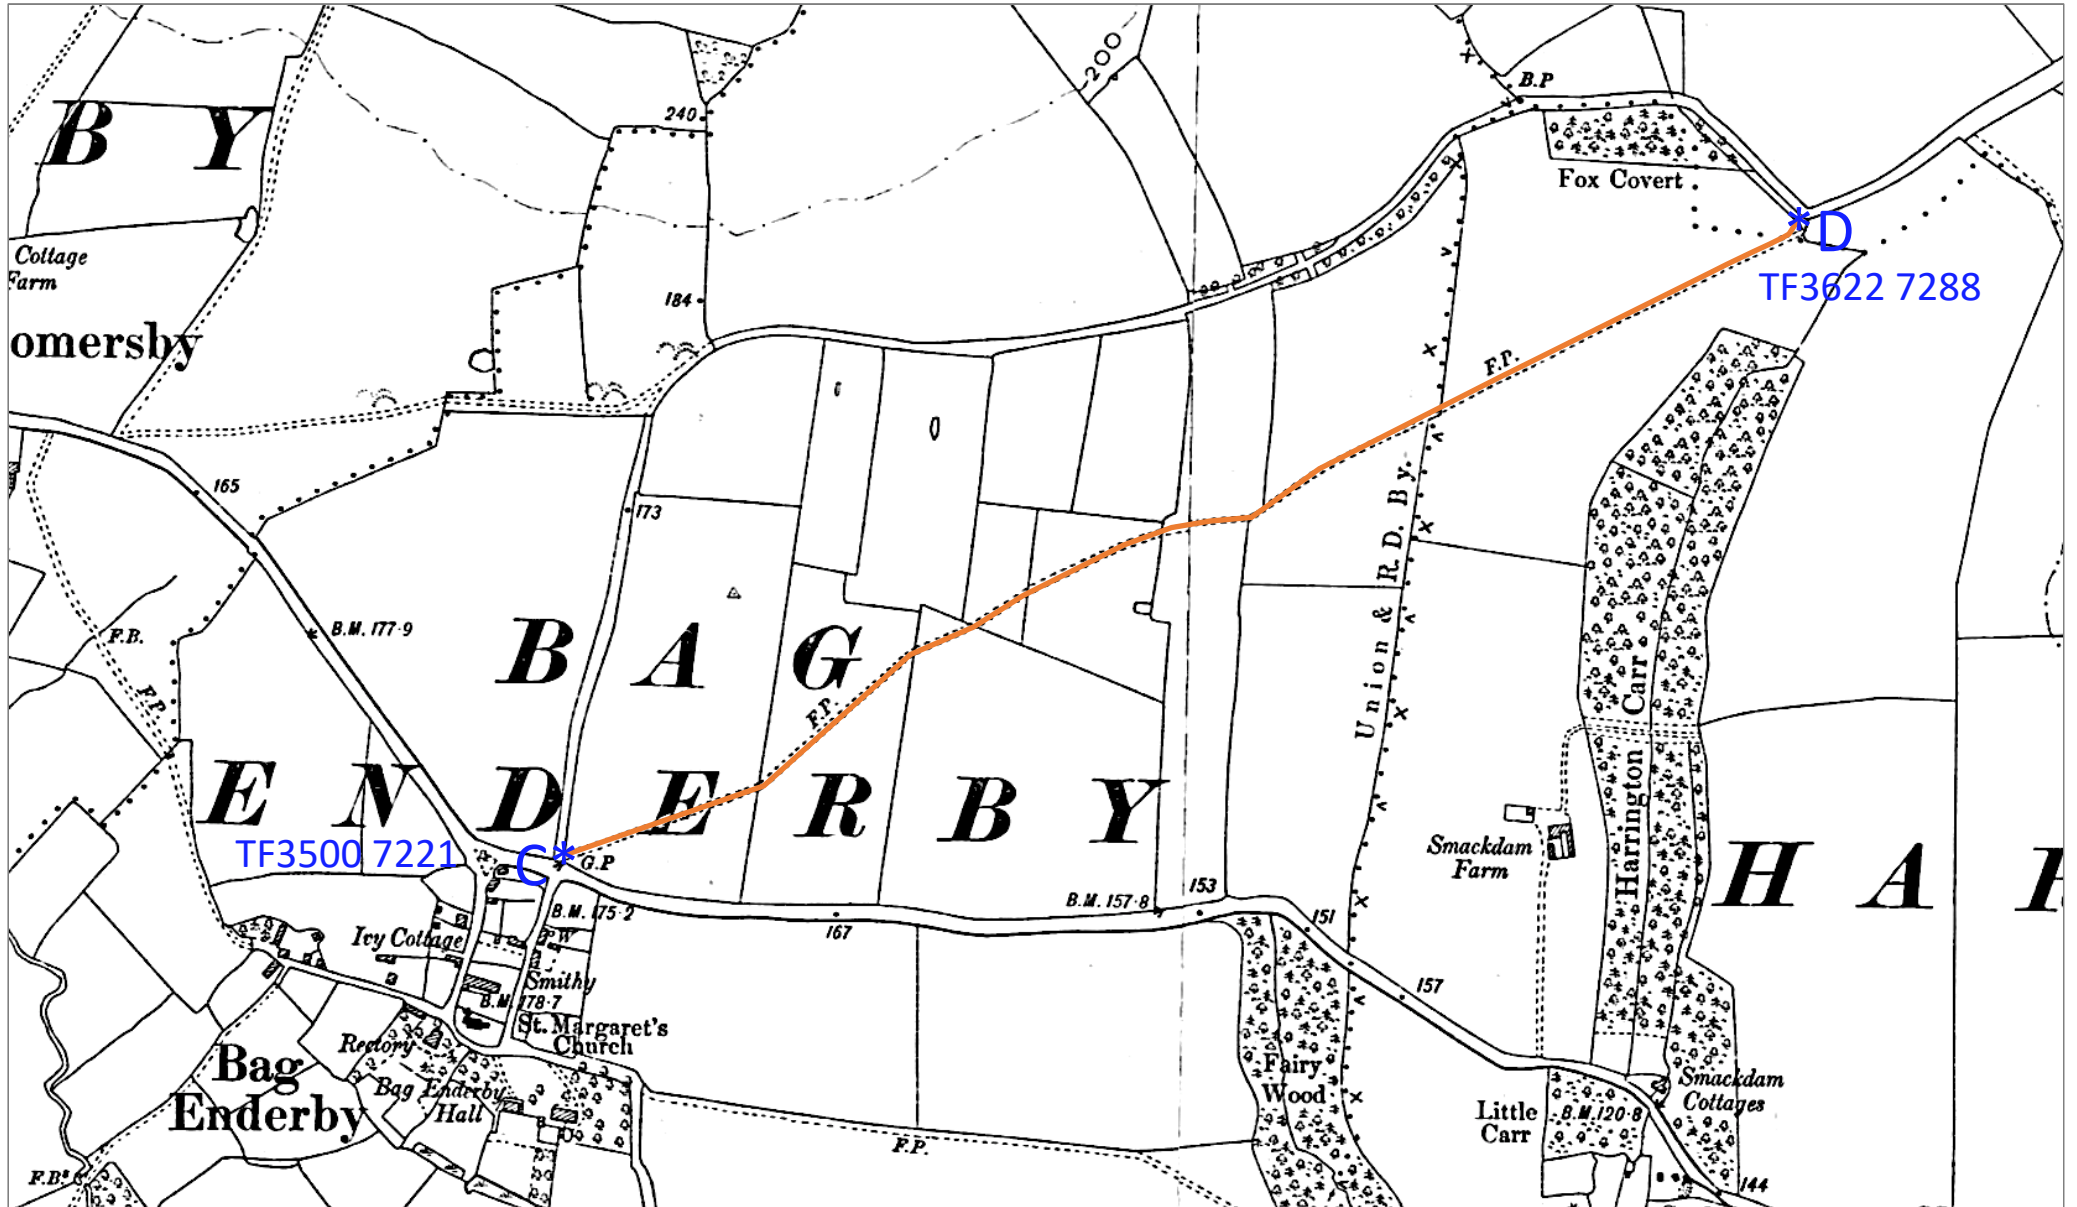 200
B.P
240
B Y
Fox Covert
D
Cottage
Farm
TF3622 7288
184
omersby
F.P.
165
173
Union & R.D. By.
B.M. 177·9
F.B.
B A G
F.P.
F.P.
Harrington Carr
E N D E R B Y
Smackdam
Farm
H A
TF3500 7221
C
G.P
B.M. 157·8
153
B.M. 175·2
151
167
Ivy Cottage
W
Smithy
157
B.M. 178·7
St. Margaret's
Church
Rectory
Bag
Enderby
Bag Enderby
Hall
Fairy
Wood
Smackdam
Cottages
Little
Carr
B.M. 120·8
F.P.
F.Bs
144